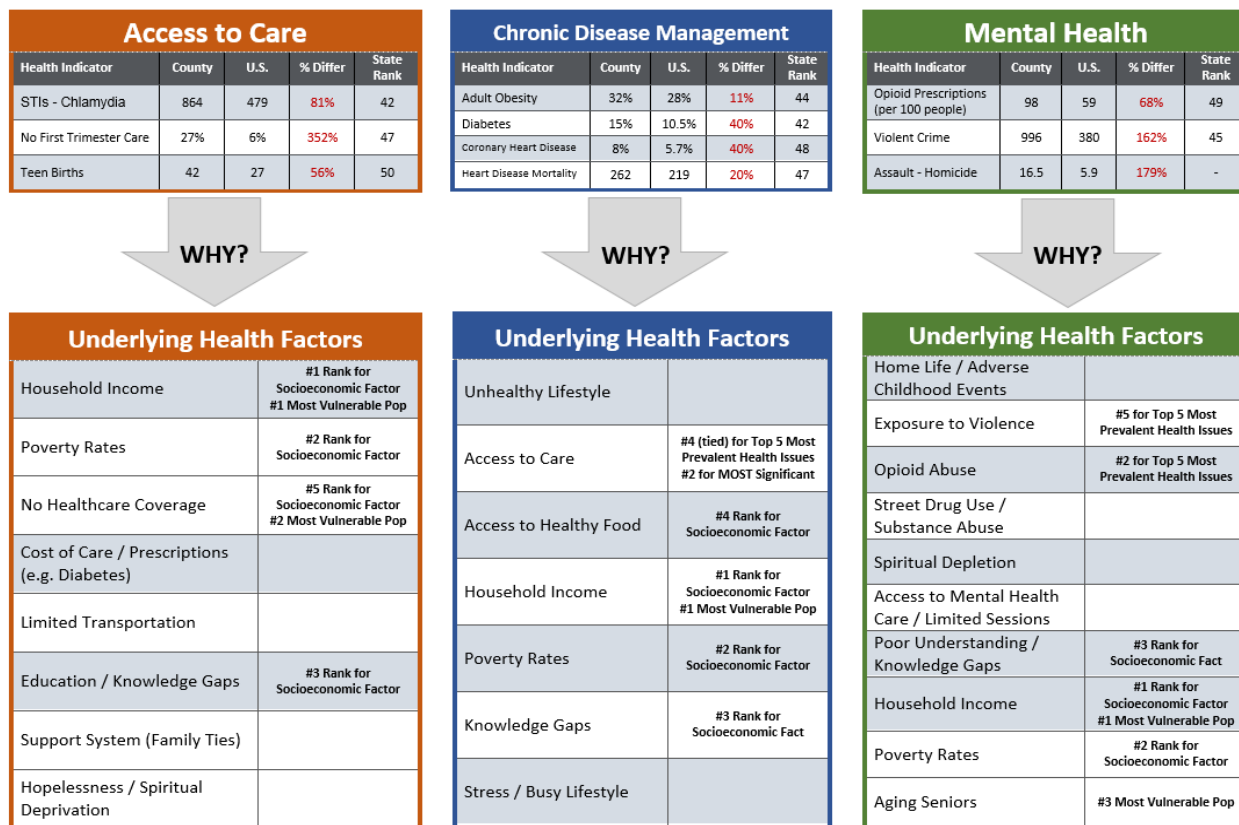 Access to Care
Health Indicator County U.S. % Differ State Rank
STIs - Chlamydia 864 479 81% 42
No First Trimester Care 27% 6% 352% 47
Teen Births 42 27 56% 50
WHY?
Underlying Health Factors
Household Income
#1 Rank for
Socioeconomic Factor
#1 Most Vulnerable Pop
Poverty Rates
#2 Rank for
Socioeconomic Factor
No Healthcare Coverage
#5 Rank for
Socioeconomic Factor
#2 Most Vulnerable Pop
Cost of Care / Prescriptions
(e.g. Diabetes)
Limited Transportation
Education / Knowledge Gaps
#3 Rank for
Socioeconomic Factor
Support System (Family Ties)
Hopelessness / Spiritual
Deprivation
Chronic Disease Management
Health Indicator County U.S. % Differ State Rank
Adult Obesity 32% 28% 11% 44
Diabetes 15% 10.5% 40% 42
Coronary Heart Disease 8% 5.7% 40% 48
Heart Disease Mortality 262 219 20% 47
WHY?
Underlying Health Factors
Unhealthy Lifestyle
Access to Care
#4 (tied) for Top 5 Most
Prevalent Health Issues
#2 for MOST Significant
Access to Healthy Food
#4 Rank for
Socioeconomic Factor
Household Income
#1 Rank for
Socioeconomic Factor
#1 Most Vulnerable Pop
Poverty Rates
#2 Rank for
Socioeconomic Factor
Knowledge Gaps
#3 Rank for
Socioeconomic Fact
Stress / Busy Lifestyle
Mental Health
Health Indicator County U.S. % Differ State Rank
Opioid Prescriptions
(per 100 people) 98 59 68% 49
Violent Crime 996 380 162% 45
Assault - Homicide 16.5 5.9 179% -
WHY?
Underlying Health Factors
Home Life / Adverse
Childhood Events
Exposure to Violence
#5 for Top 5 Most
Prevalent Health Issues
Opioid Abuse
#2 for Top 5 Most
Prevalent Health Issues
Street Drug Use /
Substance Abuse
Spiritual Depletion
Access to Mental Health
Care / Limited Sessions
Poor Understanding /
Knowledge Gaps
#3 Rank for
Socioeconomic Fact
Household Income
#1 Rank for
Socioeconomic Factor
#1 Most Vulnerable Pop
Poverty Rates
#2 Rank for
Socioeconomic Factor
Aging Seniors
#3 Most Vulnerable Pop